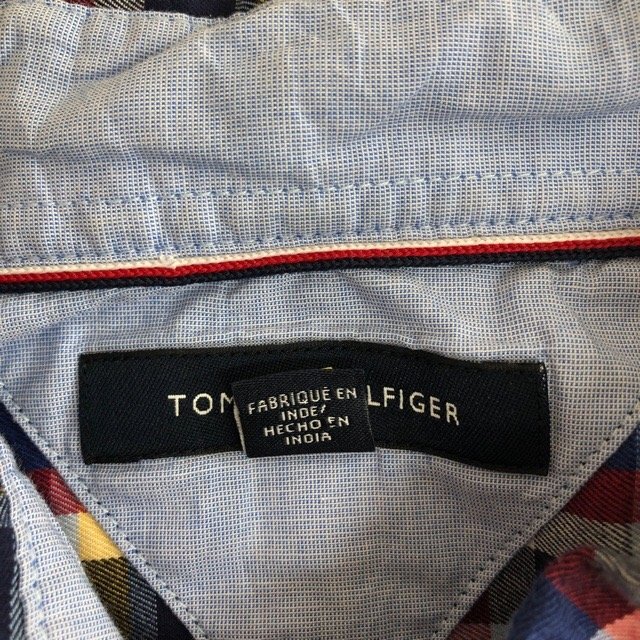 TOM LFIGER
FABRIQUÉ EN
INDE/
HECHO EN
INDIA